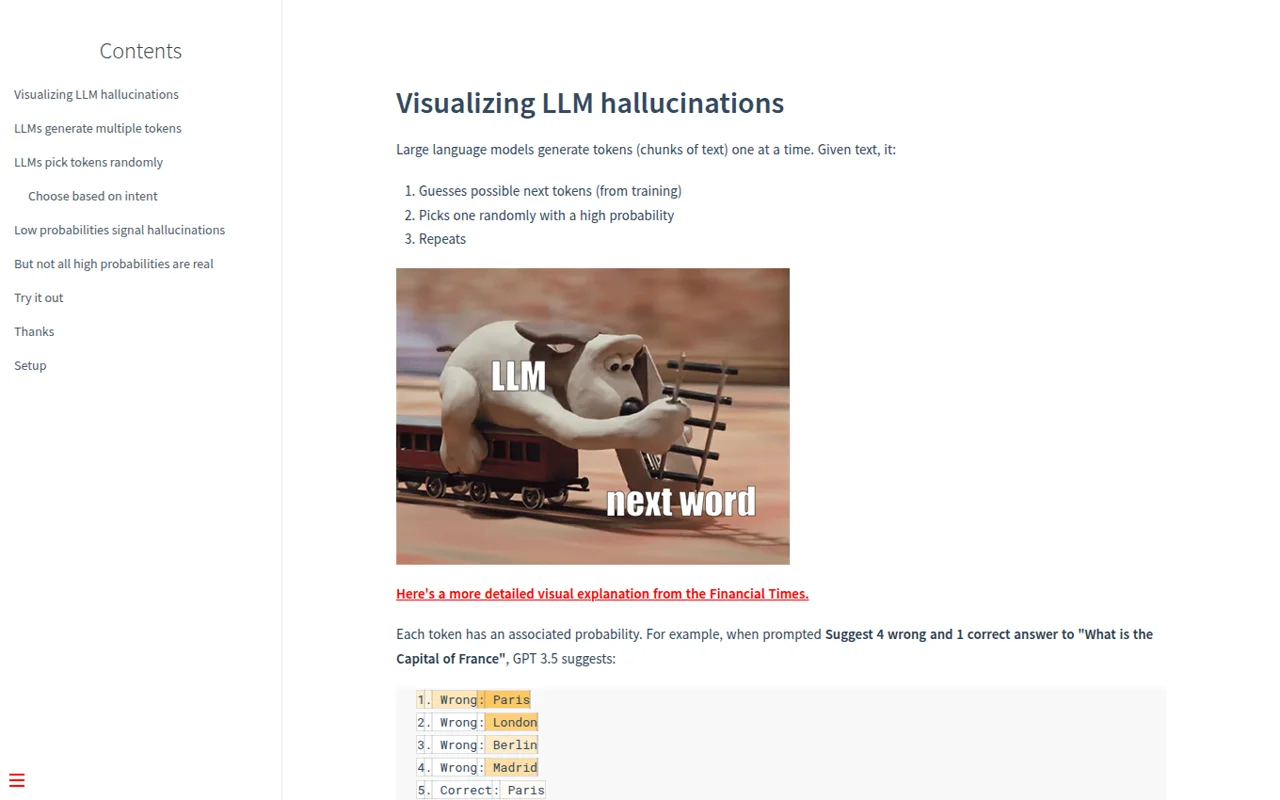 Contents
Visualizing LLM hallucinations
LLMs generate multiple tokens
LLMs pick tokens randomly
Choose based on intent
Low probabilities signal hallucinations
But not all high probabilities are real
Try it out
Thanks
Setup
Visualizing LLM hallucinations
Large language models generate tokens (chunks of text) one at a time. Given text, it:
1. Guesses possible next tokens (from training)
2. Picks one randomly with a high probability
3. Repeats
LLM
next word
Here's a more detailed visual explanation from the Financial Times.
Each token has an associated probability. For example, when prompted Suggest 4 wrong and 1 correct answer to "What is the
Capital of France", GPT 3.5 suggests:
1. Wrong: Paris
2. Wrong: London
3. Wrong: Berlin
4. Wrong: Madrid
5. Correct: Paris